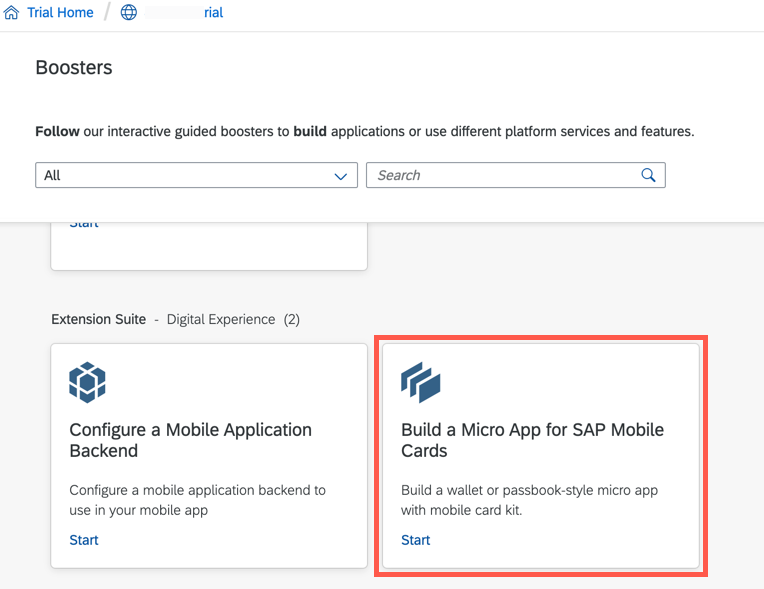 Trial Home / rial
Boosters
Follow our interactive guided boosters to build applications or use different platform services and features.
All
Search
Start
Extension Suite - Digital Experience (2)
Configure a Mobile Application
Backend
Configure a mobile application backend to
use in your mobile app
Start
Build a Micro App for SAP Mobile
Cards
Build a wallet or passbook-style micro app
with mobile card kit.
Start